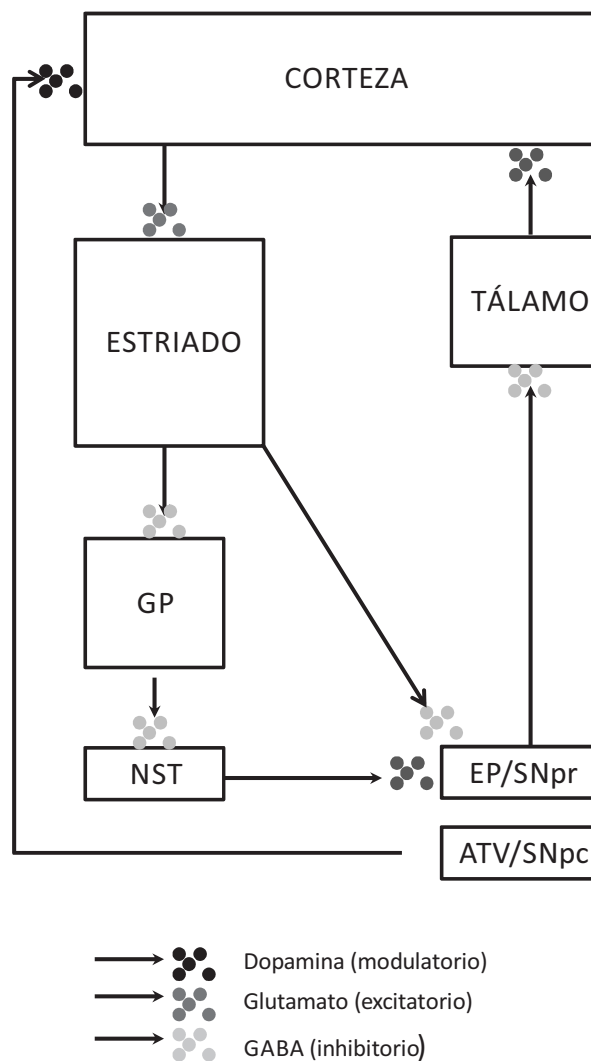 CORTEZA
ESTRIADO
TÁLAMO
GP
NST
EP/SNpr
ATV/SNpc
Dopamina (modulatorio)
Glutamato (excitatorio)
GABA (inhibitorio)